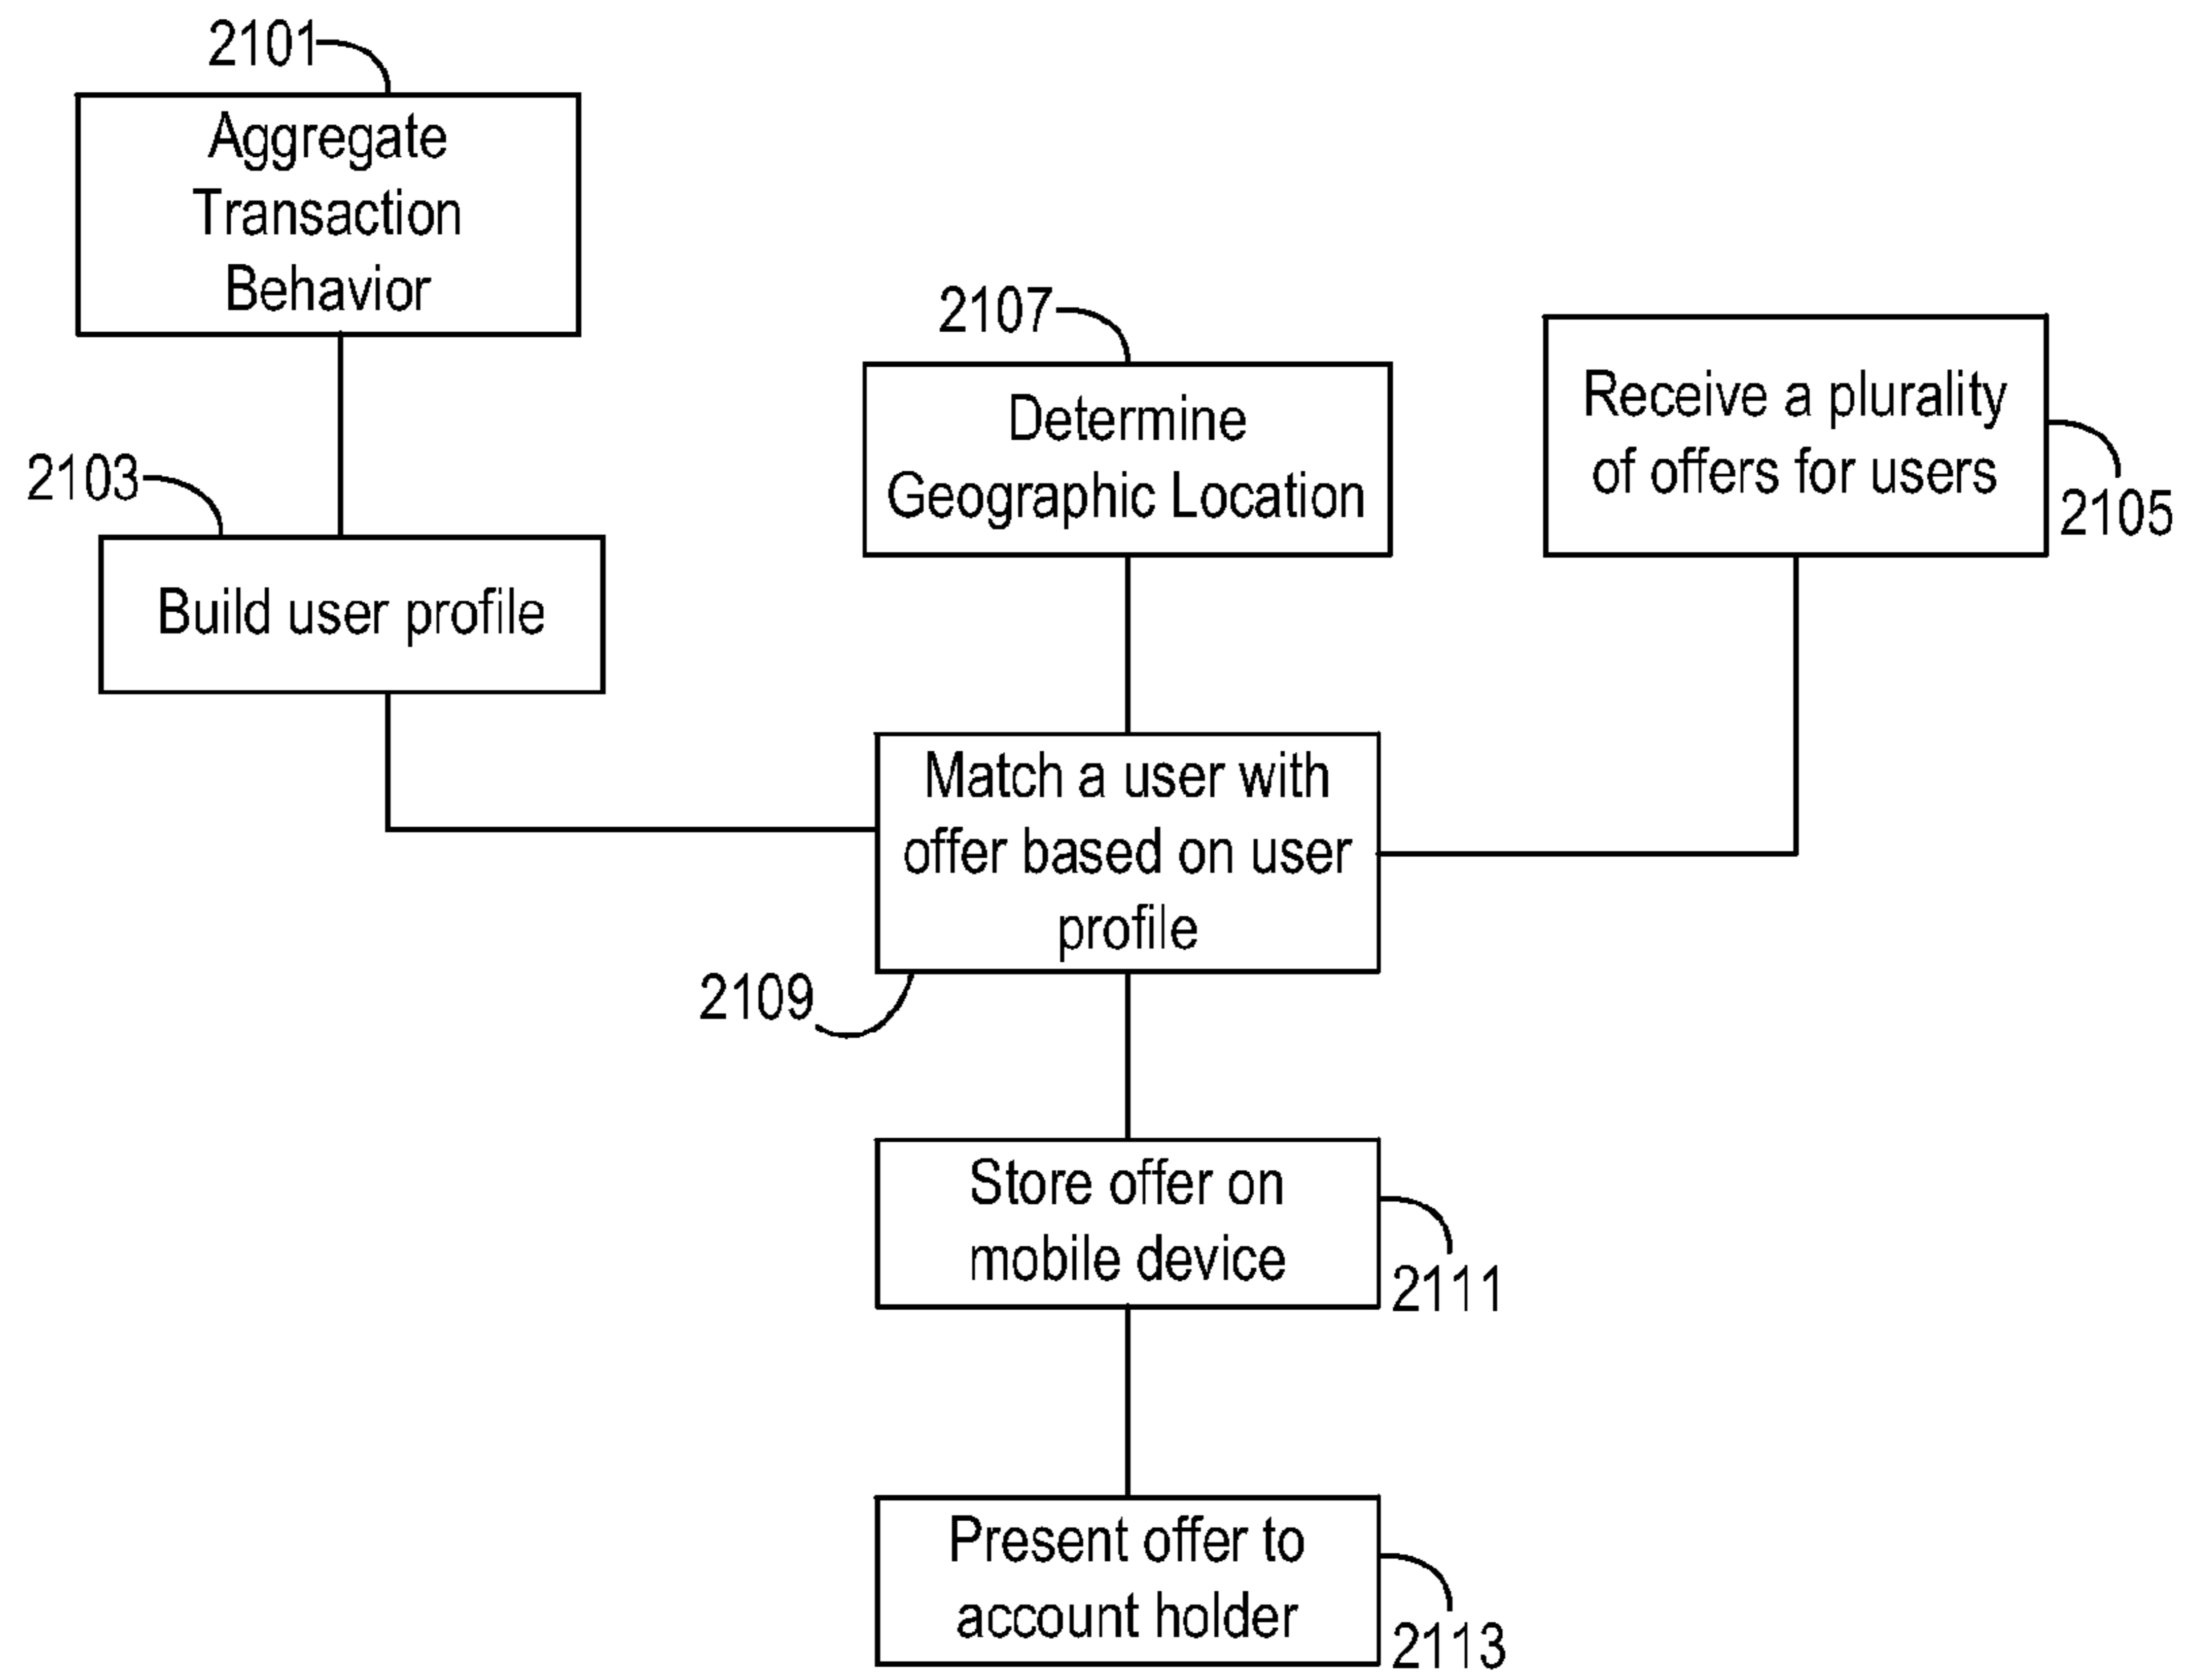 2101
Aggregate
Transaction
Behavior
2103
Build user profile
2107
Determine
Geographic Location
Receive a plurality
of offers for users
2105
Match a user with
offer based on user
profile
2109
Store offer on
mobile device
2111
Present offer to
account holder
2113